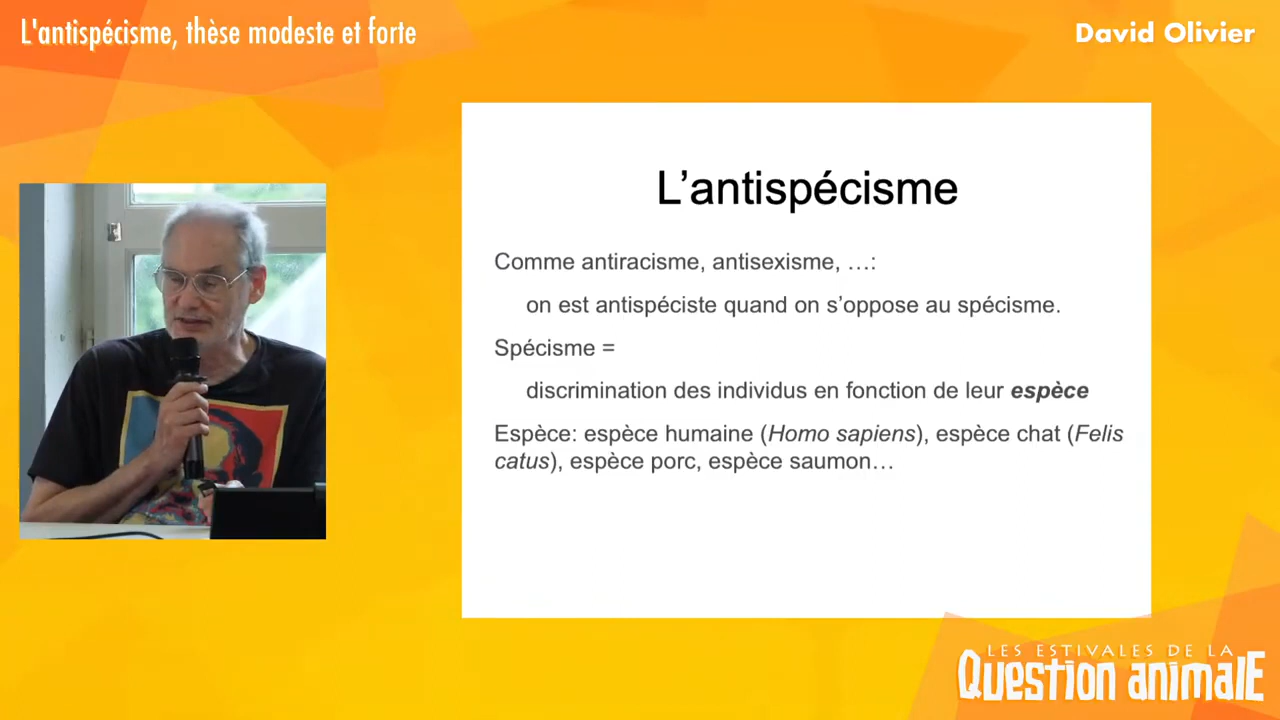 L'antispécisme, thèse modeste et forte
David Olivier
L’antispécisme
Comme antiracisme, antisexisme, …:
on est antispéciste quand on s’oppose au spécisme.
Spécisme =
discrimination des individus en fonction de leur espèce
Espèce: espèce humaine (Homo sapiens), espèce chat (Felis
catus), espèce porc, espèce saumon…
LES ESTIVALES DE LA
QUESTION ANIMALE